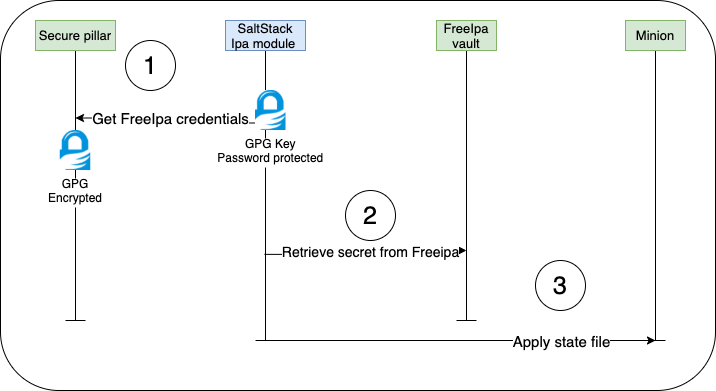 Secure pillar
SaltStack
Ipa module
FreeIpa
vault
Minion
1
Get FreeIpa credentials
GPG Key
Password protected
GPG
Encrypted
2
Retrieve secret from Freeipa
3
Apply state file